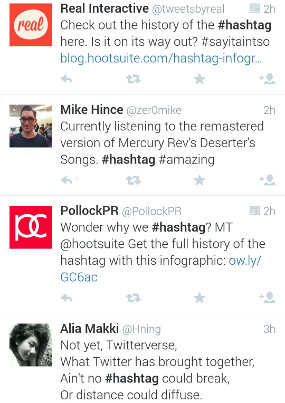 real
Real Interactive @tweetsbyreal 2h
Check out the history of the #hashtag
here. Is it on its way out? #sayitaintso
blog.hootsuite.com/hashtag-infogr...
Mike Hince @zer0mike 2h
Currently listening to the remastered
version of Mercury Rev's Deserter's
Songs. #hashtag #amazing
pc
PollockPR @PollockPR 2h
Wonder why we #hashtag? MT
@hootsuite Get the full history of the
hashtag with this infographic: ow.ly/
GC6ac
Alia Makki @Hning 3h
Not yet, Twitterverse,
What Twitter has brought together,
Ain't no #hashtag could break,
Or distance could diffuse.